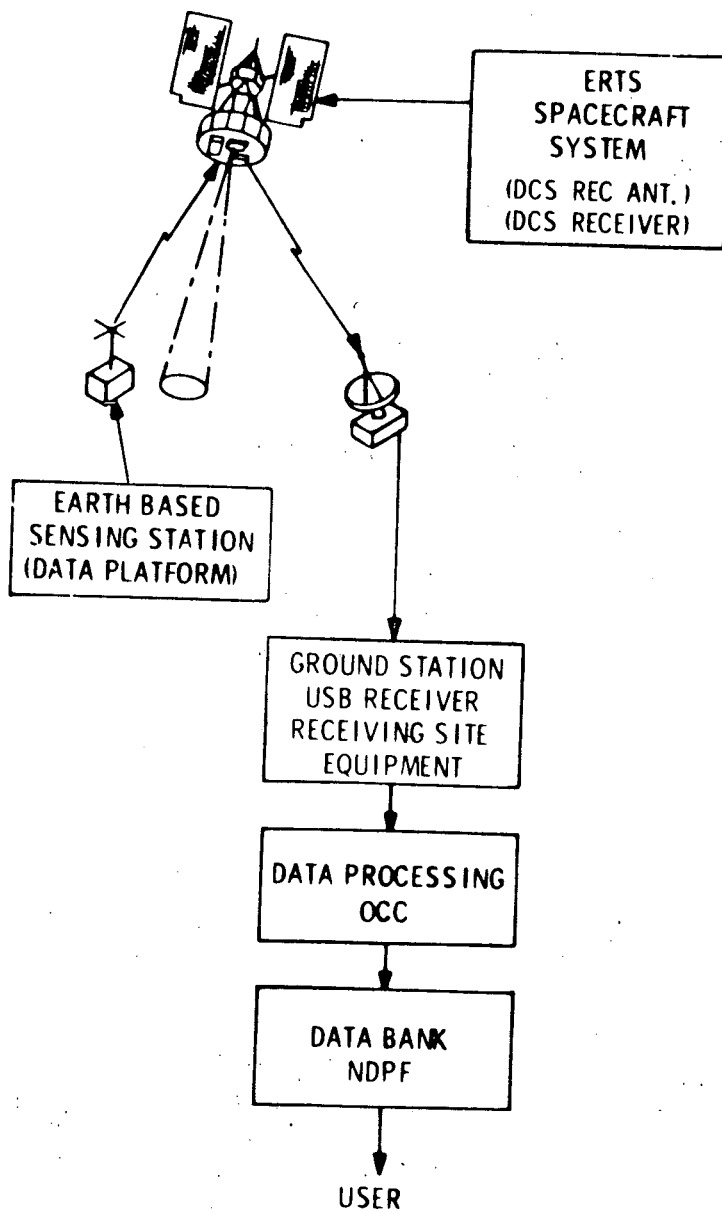 ERTS
SPACECRAFT
SYSTEM
(DCS REC ANT.)
(DCS RECEIVER)
EARTH BASED
SENSING STATION
(DATA PLATFORM)
GROUND STATION
USB RECEIVER
RECEIVING SITE
EQUIPMENT
DATA PROCESSING
OCC
DATA BANK
NDPF
USER